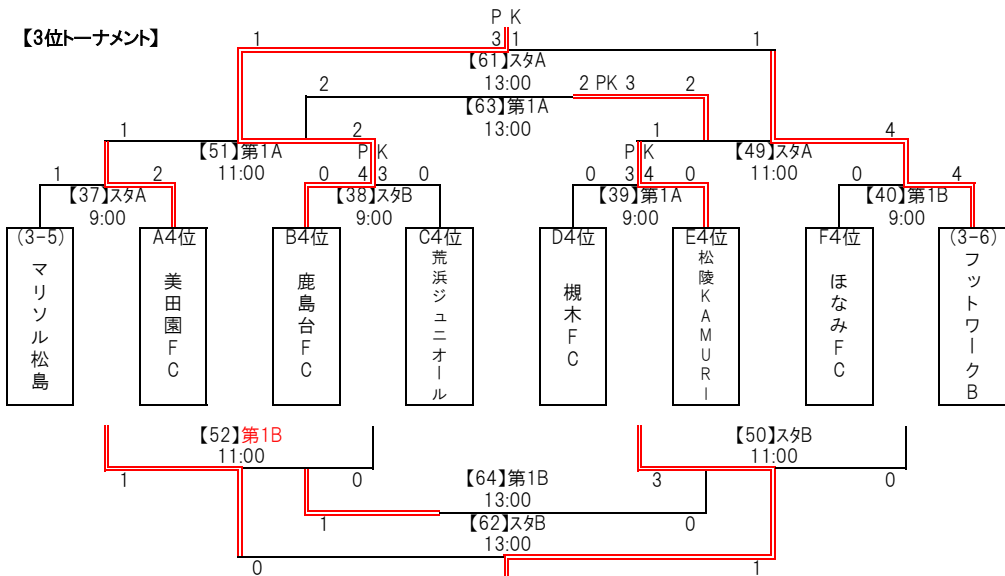 P K
【3位トーナメント】
1 3 1 1
【61】スタA
13:00
2 2 PK 3 2
【63】第1A
13:00
1 2 1 4
【51】第1A 【49】スタA
11:00 11:00
P K P K
1 2 0 4 3 0 0 3 4 0 0 4
【37】スタA 【38】スタB 【39】第1A 【40】第1B
9:00 9:00 9:00 9:00
(3-5) A4位 B4位 C4位 D4位 E4位 F4位 (3-6)
マリソル松島
美田園FC
鹿島台FC
荒浜ジュニオール
槻木FC
松陵KAMURI
ほなみFC
フットワークB
【52】第1B 【50】スタB
11:00 11:00
1 0 3 0
【64】第1B
13:00
1 0
【62】スタB
13:00
0 1